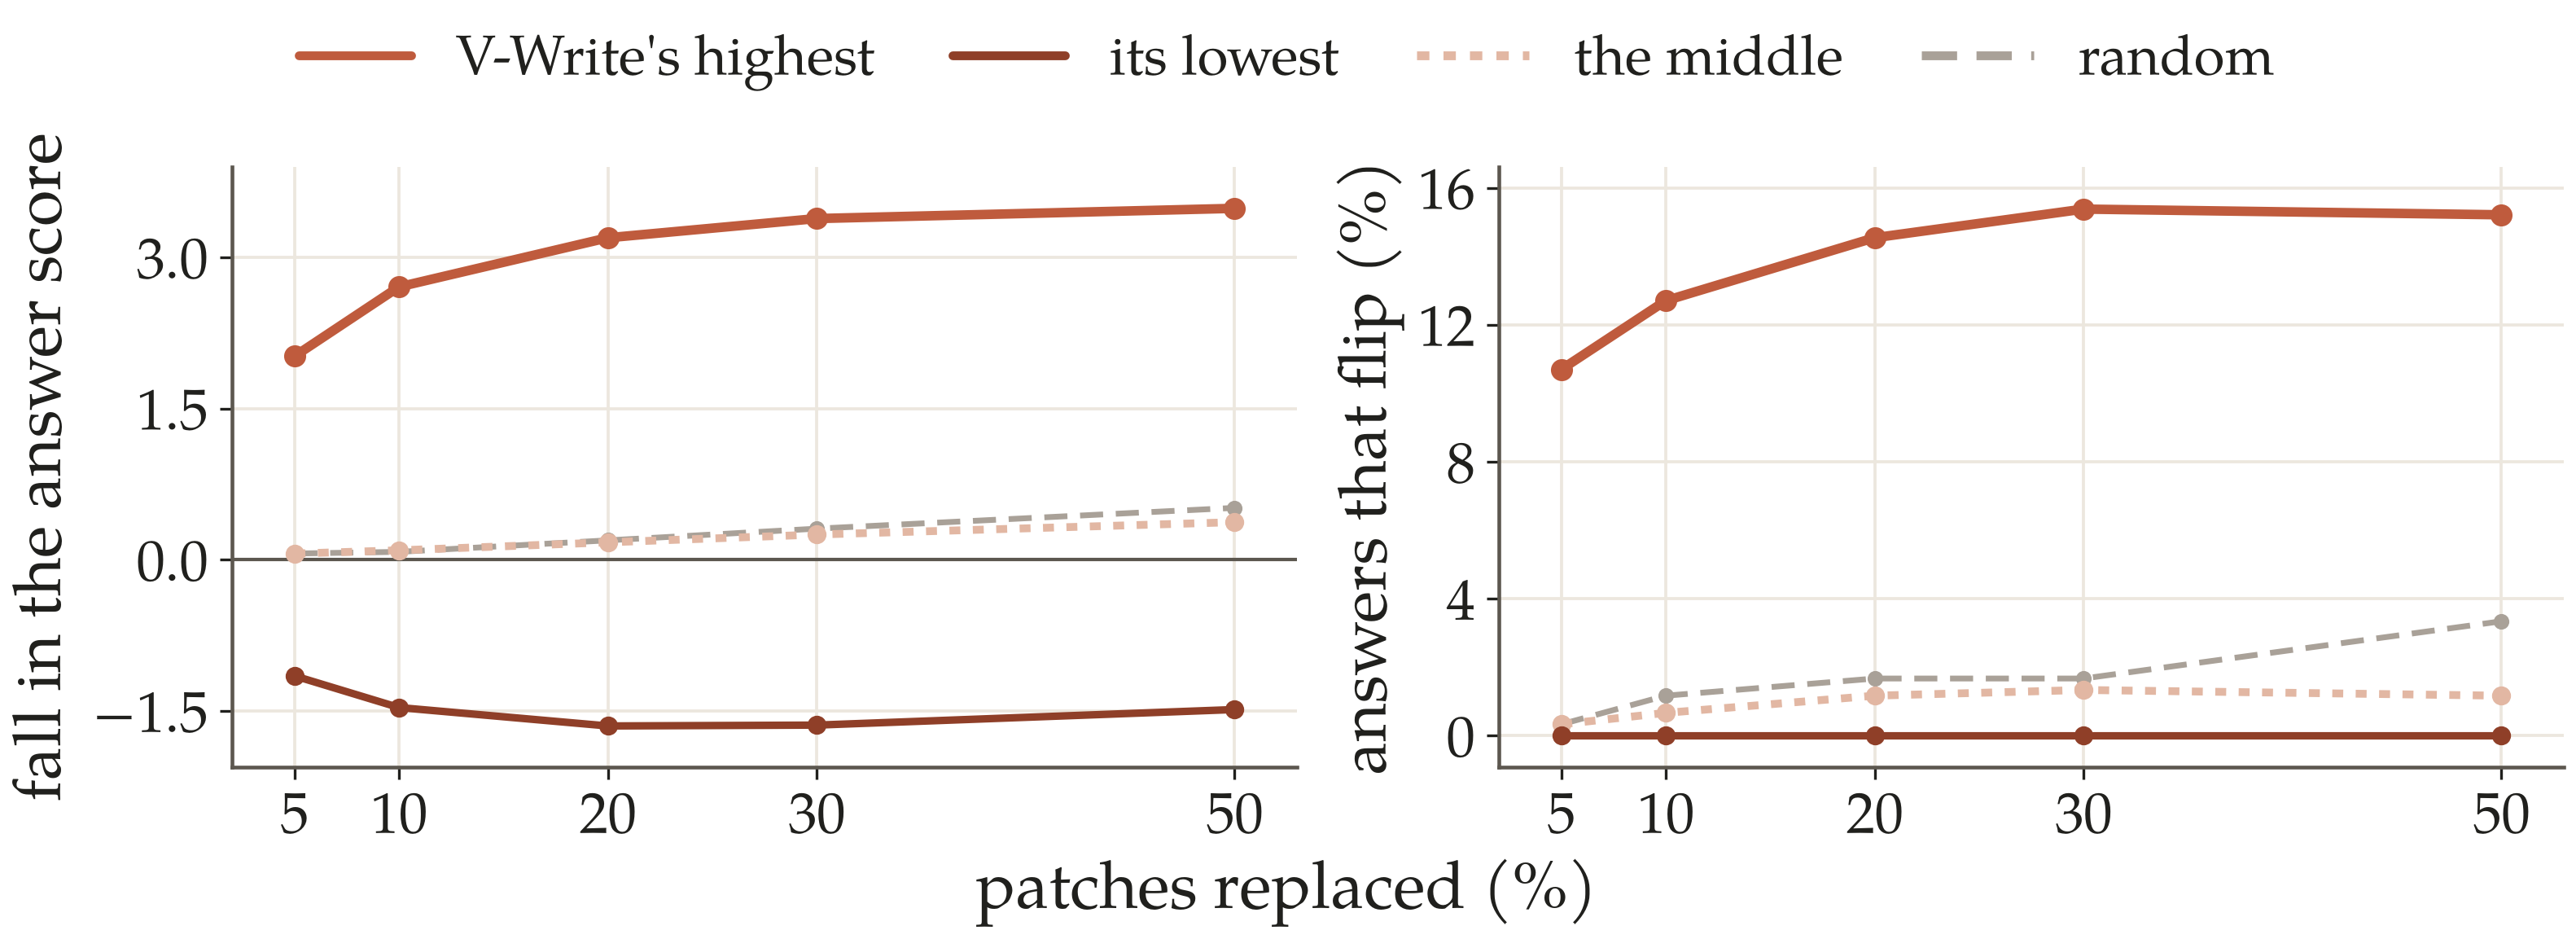 V-Write's highest its lowest the middle random
fall in the answer score
3.0
1.5
0.0
−1.5
5 10 20 30 50
answers that flip (%)
16
12
8
4
0
5 10 20 30 50
patches replaced (%)